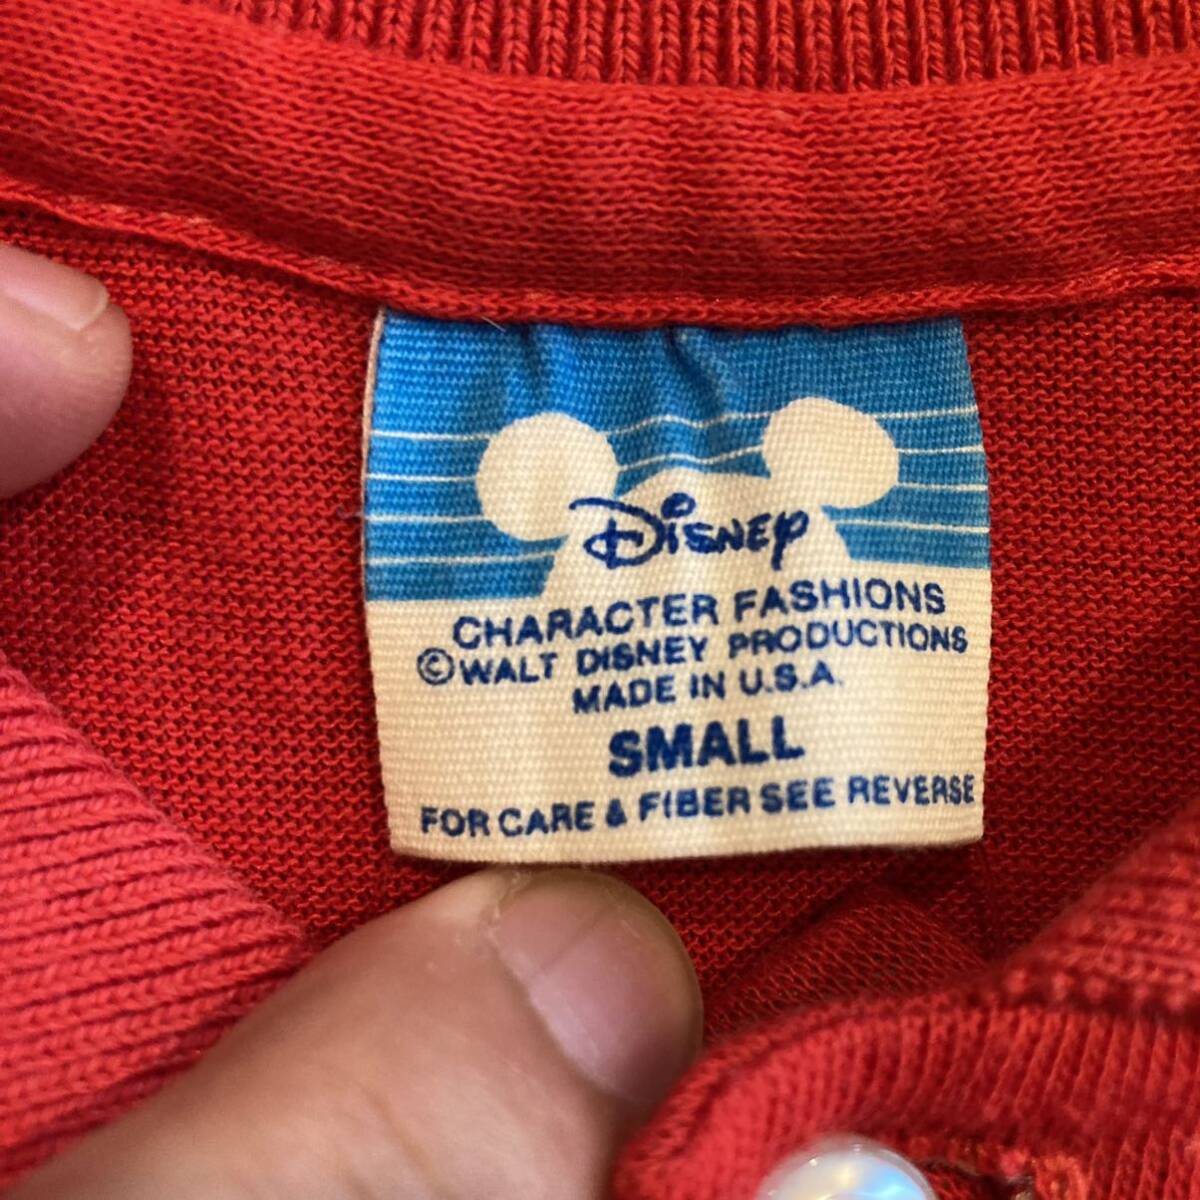 Disney
CHARACTER FASHIONS
©WALT DISNEY PRODUCTIONS
MADE IN U.S.A.
SMALL
FOR CARE & FIBER SEE REVERSE